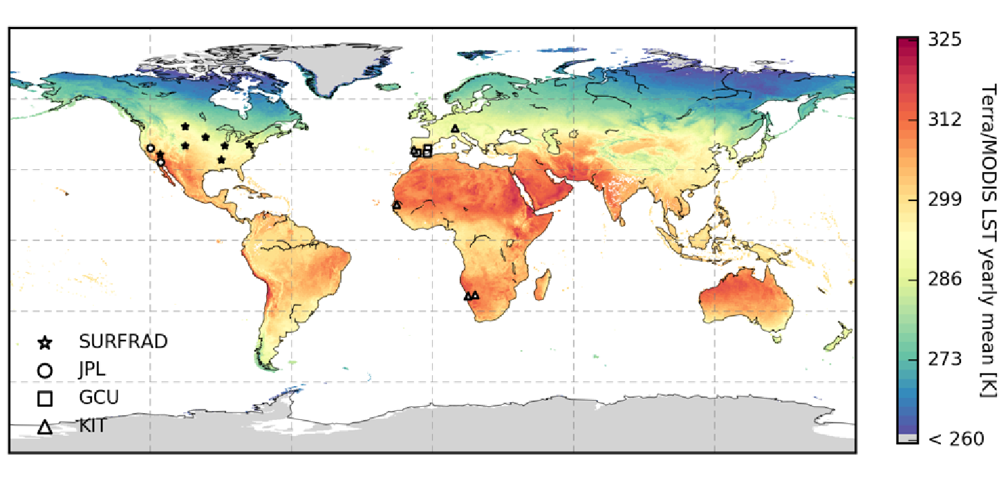 SURFRAD
JPL
GCU
KIT
325
312
299
286
273
< 260
Terra/MODIS LST yearly mean [K]